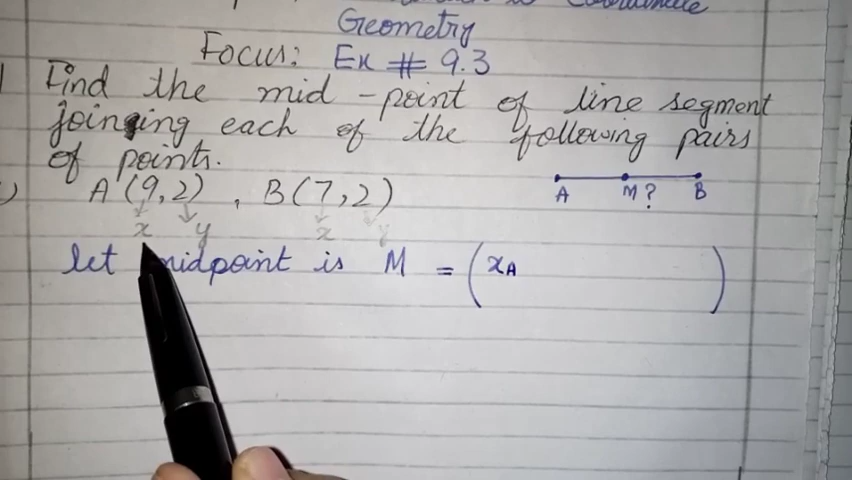 Coordinate
Geometry
Focus: Ex # 9.3
Find the mid-point of line segment
joining each of the following pairs
of points.
A (9,2) , B(7,2)
A M? B
x y x y
let midpoint is M = (xA )